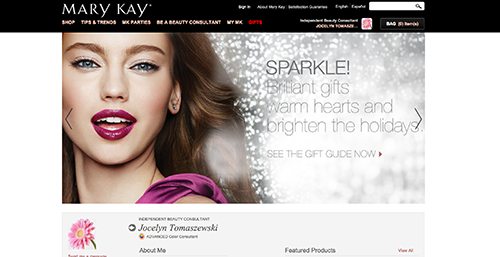 MARY KAY®
Sign in
About Mary Kay
Satisfaction Guarantee
English
Español
SHOP
TIPS & TRENDS
MK PARTIES
BE A BEAUTY CONSULTANT
MY MK
GIFTS
Independent Beauty Consultant
JOCELYN TOMASZE...
BAG
(0) item(s)
SPARKLE!
Brilliant gifts
warm hearts and
brighten the holidays.
SEE THE GIFT GUIDE NOW
INDEPENDENT BEAUTY CONSULTANT
Jocelyn Tomaszewski
ADVANCED Color Consultant
About Me
Featured Products
View All